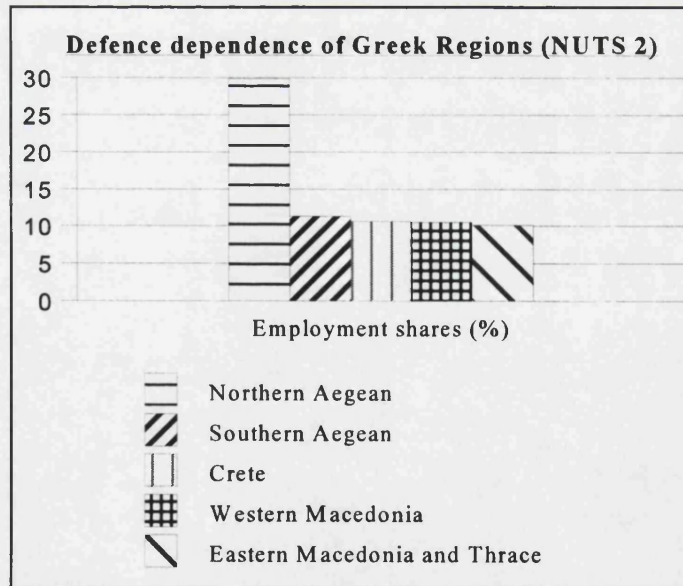 Defence dependence of Greek Regions (NUTS 2)
30
25
20
15
10
5
0
Employment shares (%)
Northern Aegean
Southern Aegean
Crete
Western Macedonia
Eastern Macedonia and Thrace